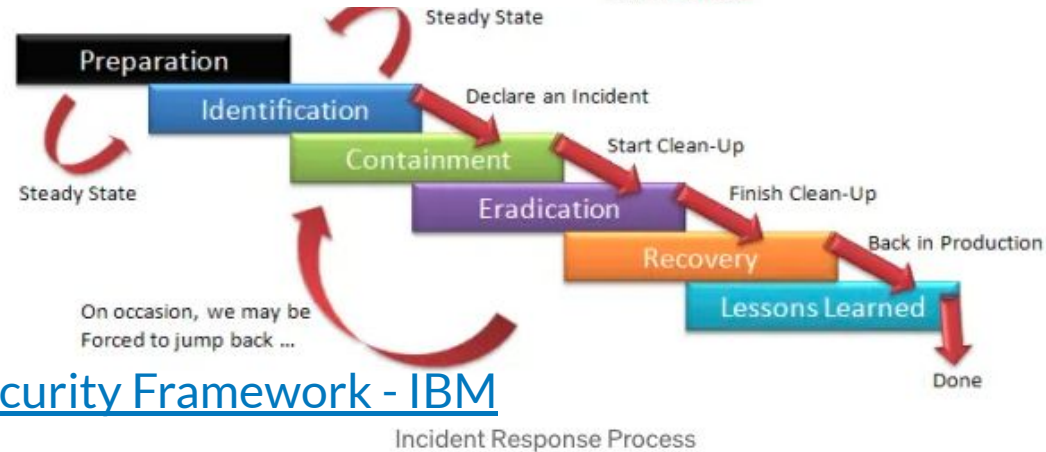 Steady State
Preparation
Identification
Declare an Incident
Containment
Start Clean-Up
Steady State
Eradication
Finish Clean-Up
Recovery
Back in Production
Lessons Learned
On occasion, we may be
Forced to jump back ...
Done
curity Framework - IBM
Incident Response Process